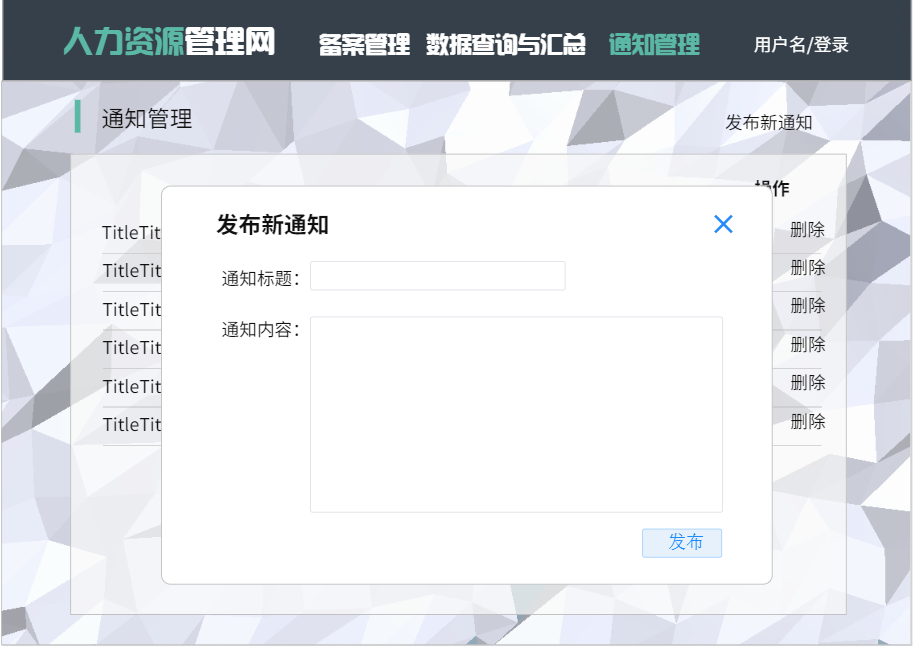 人力资源管理网 备案管理 数据查询与汇总 通知管理 用户名/登录
通知管理 发布新通知
操作
发布新通知
TitleTit 删除
TitleTit 删除
TitleTit 删除
TitleTit 删除
TitleTit 删除
TitleTit 删除
通知标题：
通知内容：
发布